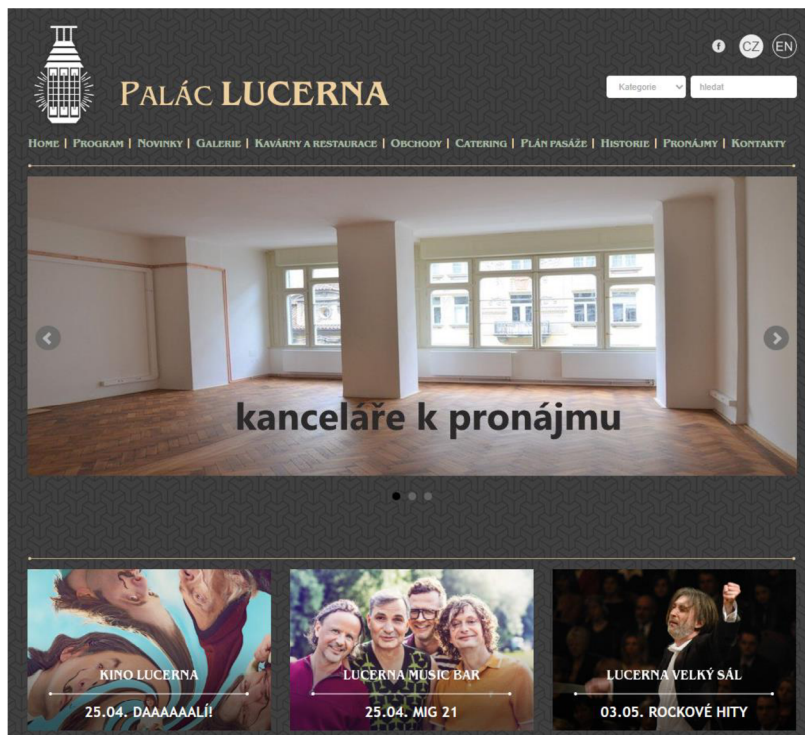 f CZ EN
PALÁC LUCERNA
Kategorie hledat
HOME | PROGRAM | NOVINKY | GALERIE | KAVÁRNY A RESTAURACE | OBCHODY | CATERING | PLÁN PASÁŽE | HISTORIE | PRONÁJMY | KONTAKTY
kanceláře k pronájmu
KINO LUCERNA
25.04. DAAAAAALÍ!
LUCERNA MUSIC BAR
25.04. MIG 21
LUCERNA VELKÝ SÁL
03.05. ROCKOVÉ HITY